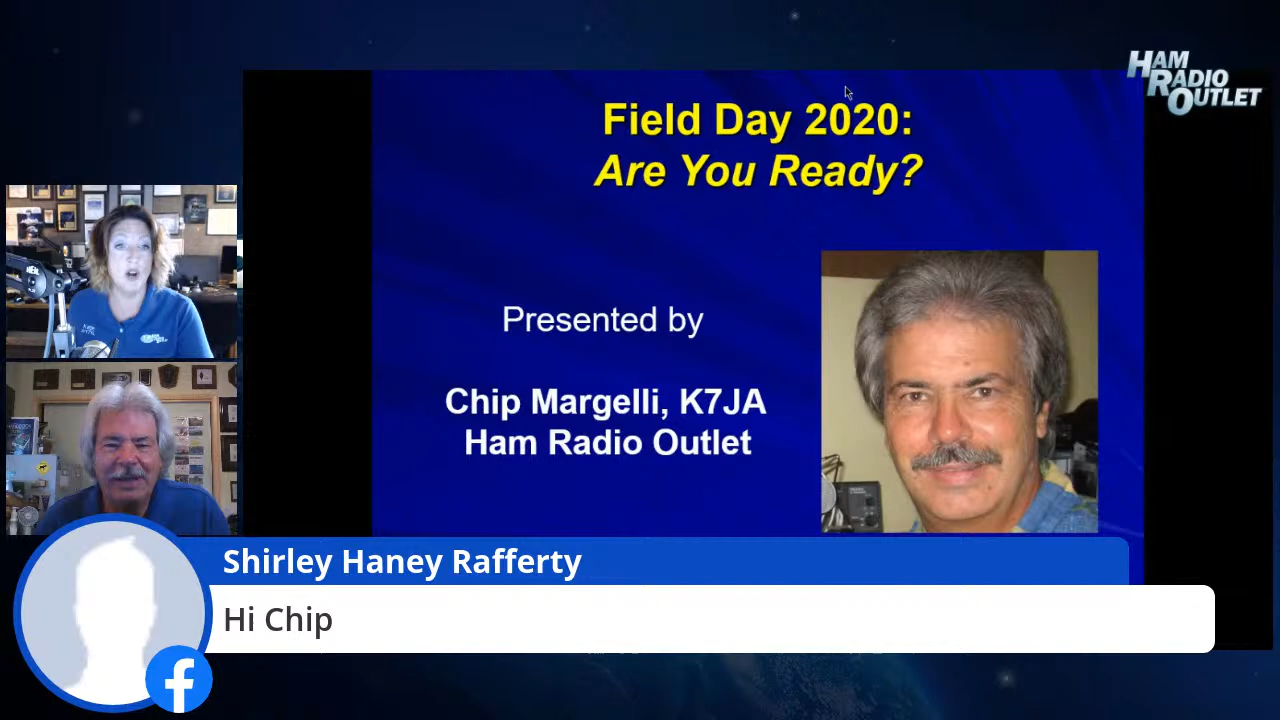 HAM
RADIO
OUTLET
Field Day 2020:
Are You Ready?
Presented by
Chip Margelli, K7JA
Ham Radio Outlet
Shirley Haney Rafferty
Hi Chip